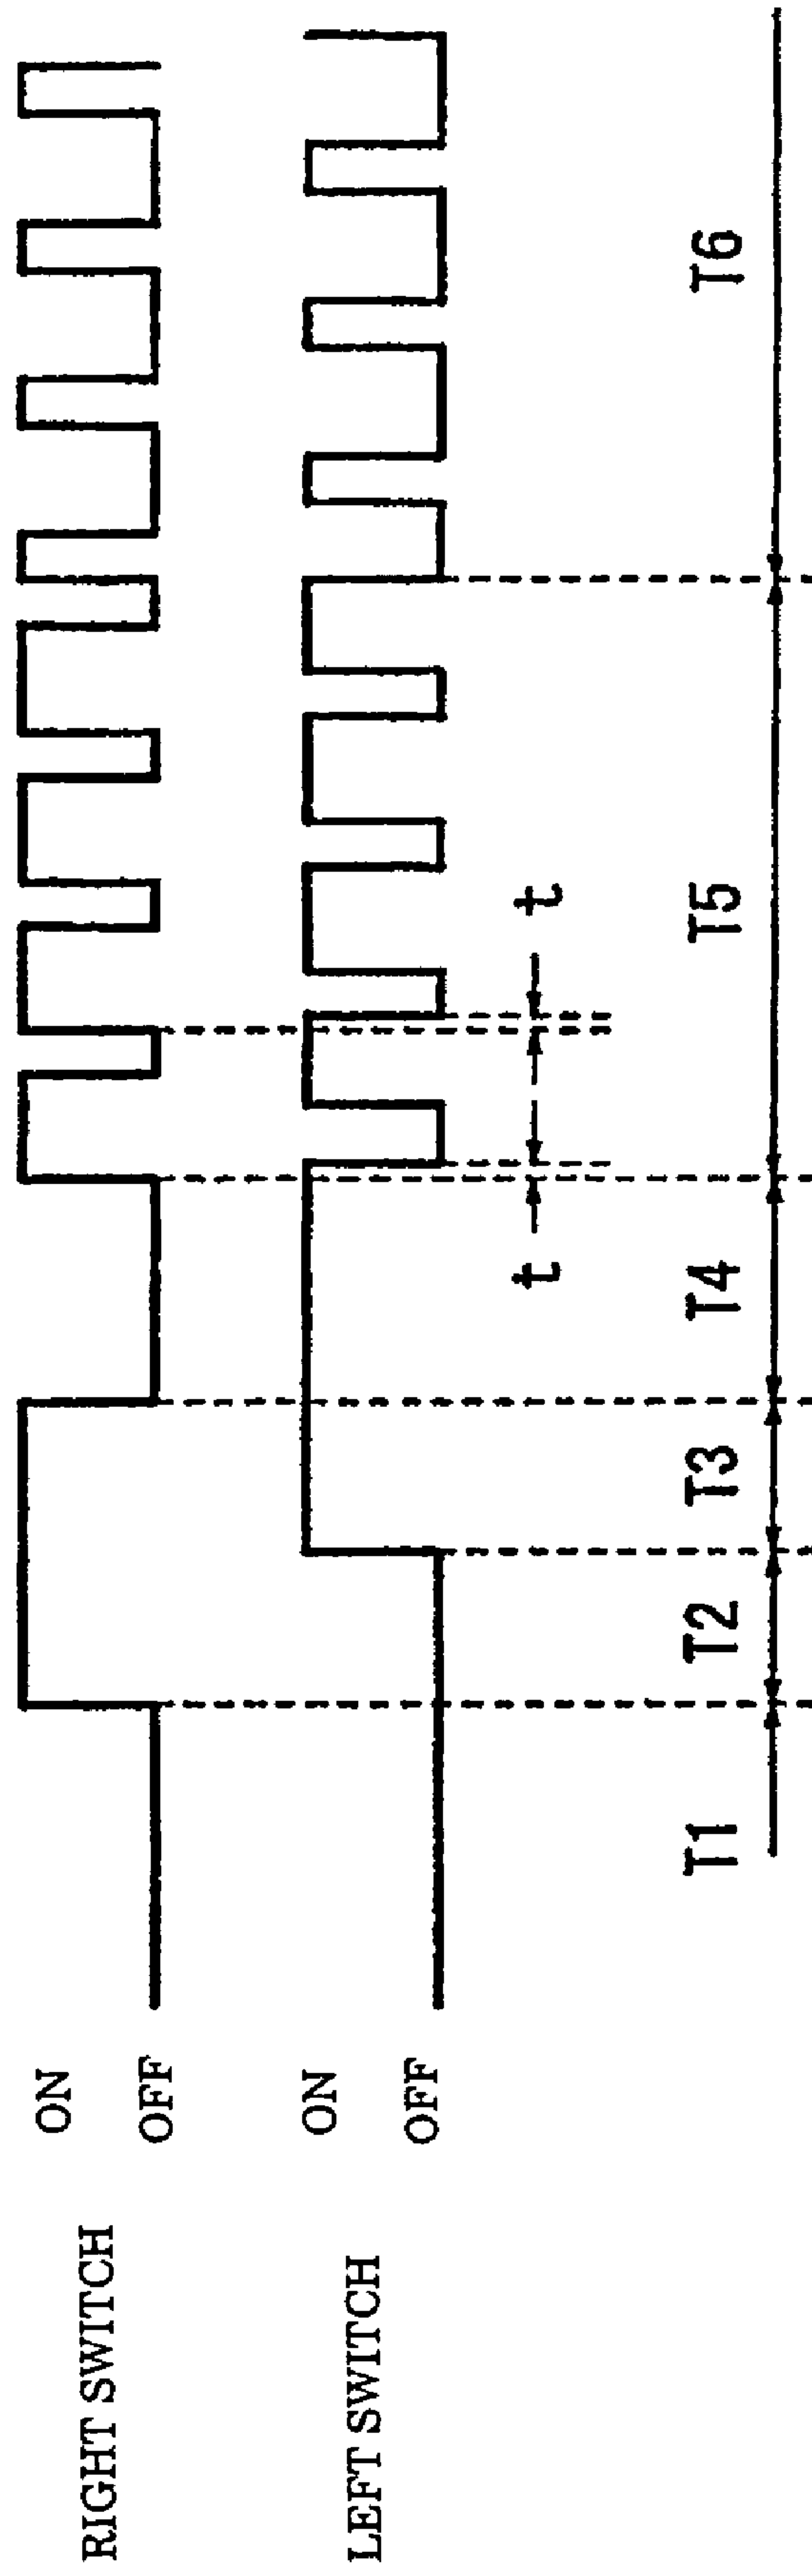 RIGHT SWITCH
ON
OFF
LEFT SWITCH
ON
OFF
t
t
T1
T2
T3
T4
T5
T6